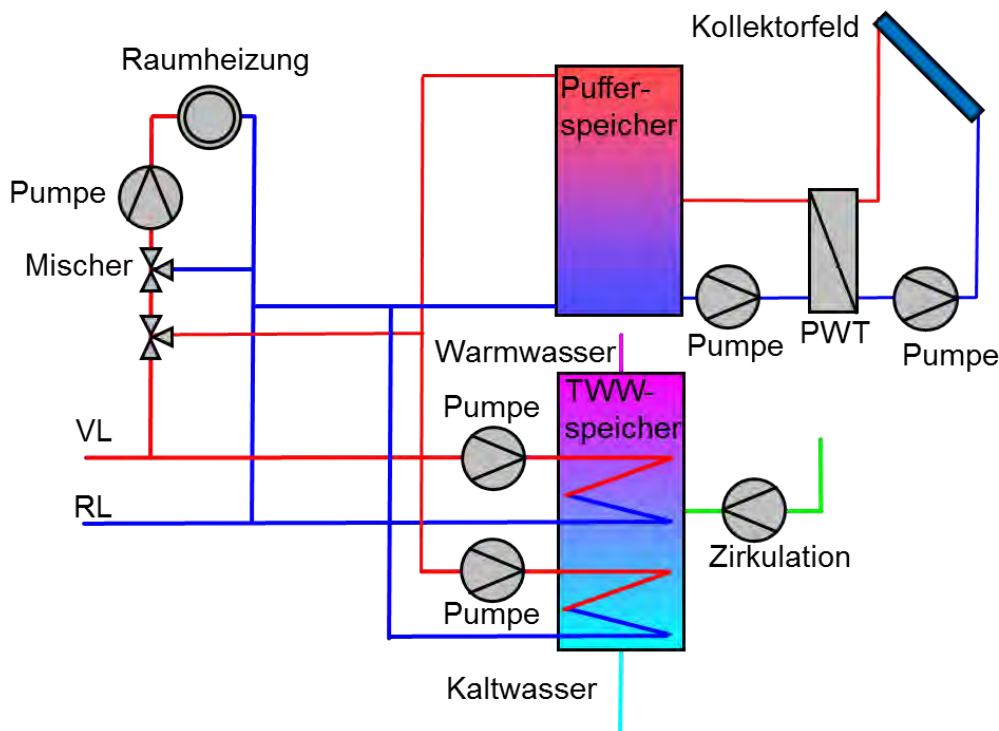 Kollektorfeld
Raumheizung
Puffer-
speicher
Pumpe
Mischer
Pumpe
PWT
Pumpe
Warmwasser
TWW-
speicher
Pumpe
VL
RL
Zirkulation
Pumpe
Kaltwasser